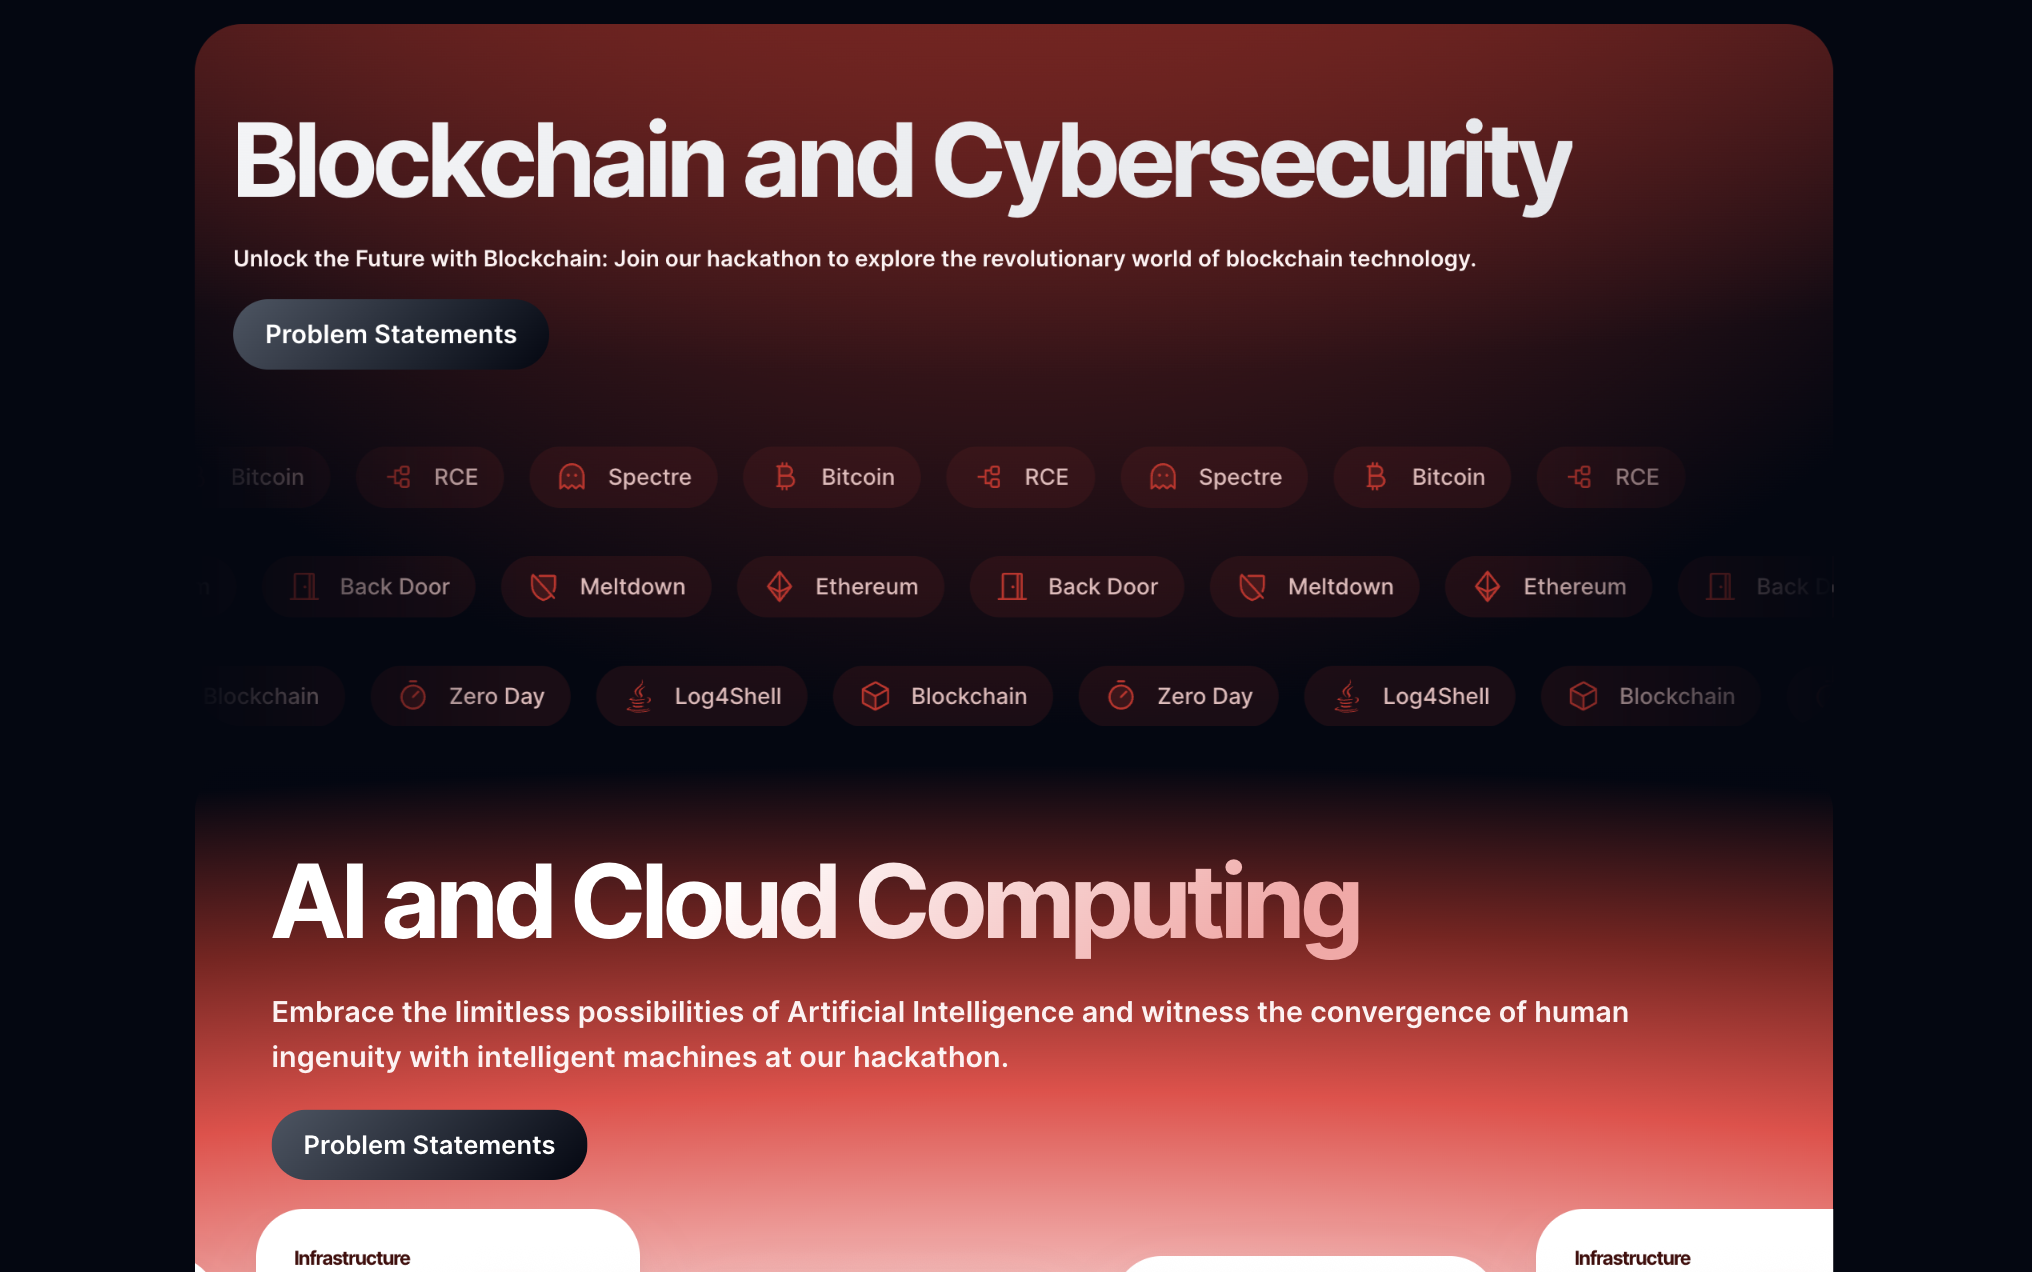 Blockchain and Cybersecurity
Unlock the Future with Blockchain: Join our hackathon to explore the revolutionary world of blockchain technology.
Problem Statements
Bitcoin RCE Spectre Bitcoin RCE Spectre Bitcoin RCE
Back Door Meltdown Ethereum Back Door Meltdown Ethereum Back
Blockchain Zero Day Log4Shell Blockchain Zero Day Log4Shell Blockchain
AI and Cloud Computing
Embrace the limitless possibilities of Artificial Intelligence and witness the convergence of human
ingenuity with intelligent machines at our hackathon.
Problem Statements
Infrastructure Infrastructure